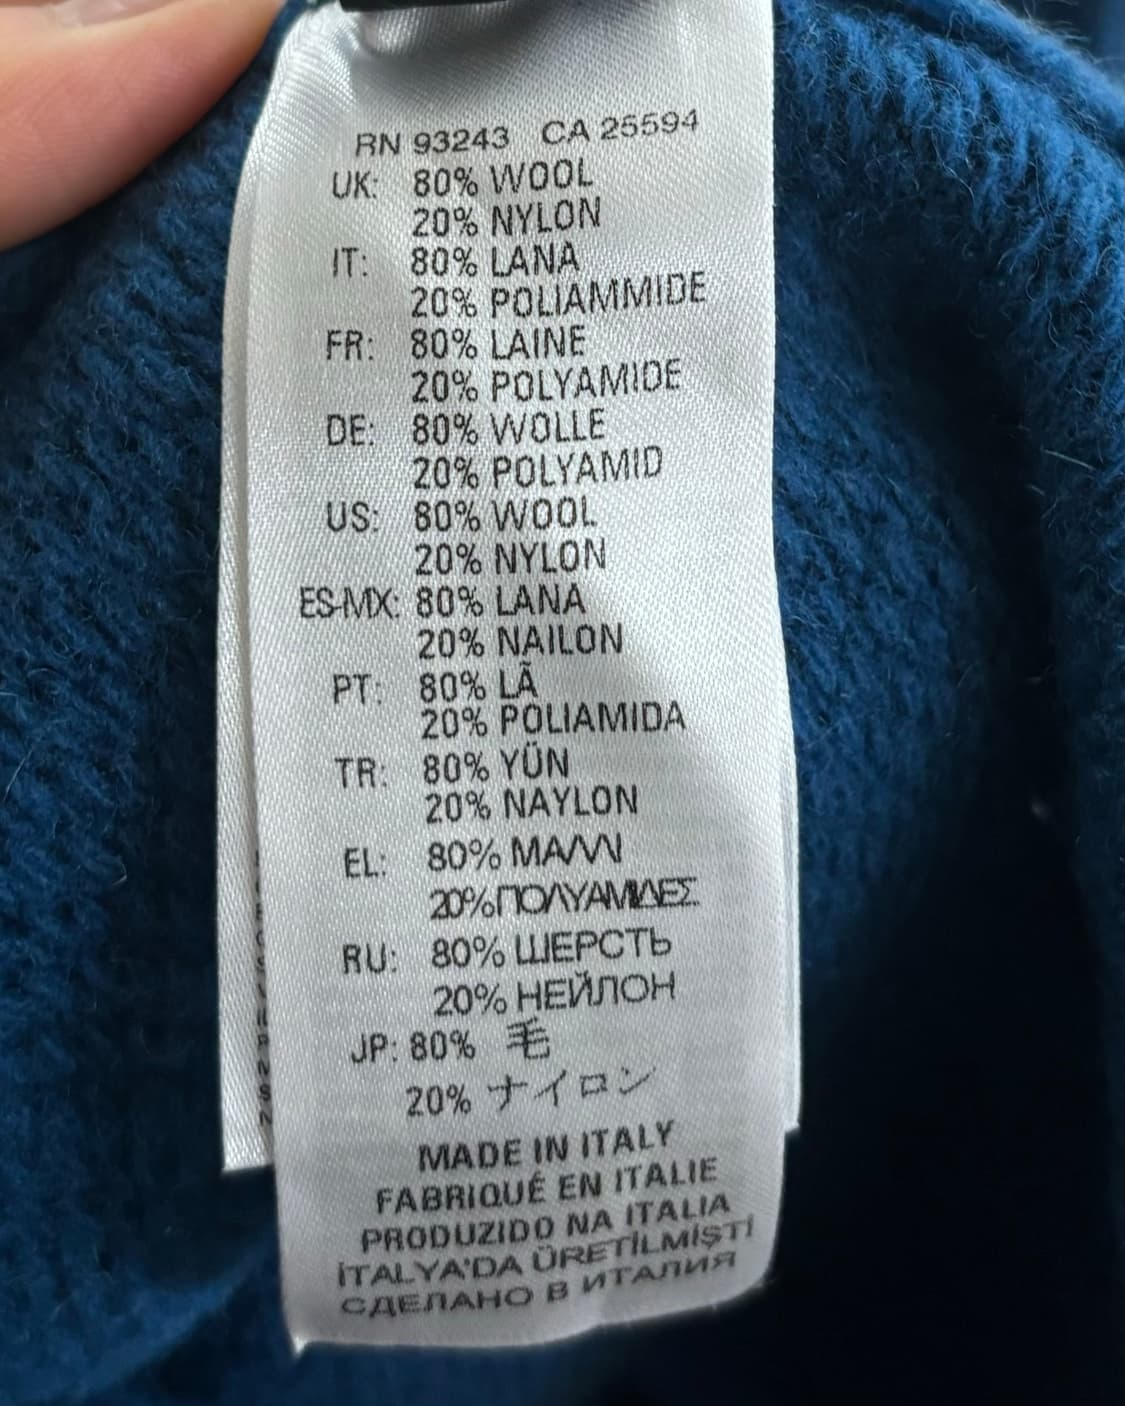 RN 93243 CA 25594
UK: 80% WOOL
20% NYLON
IT: 80% LANA
20% POLIAMMIDE
FR: 80% LAINE
20% POLYAMIDE
DE: 80% WOLLE
20% POLYAMID
US: 80% WOOL
20% NYLON
ES-MX: 80% LANA
20% NAILON
PT: 80% LÃ
20% POLIAMIDA
TR: 80% YÜN
20% NAYLON
EL: 80% ΜΑΛΛΙ
20% ΠΟΛΥΑΜΙΔΕΣ
RU: 80% ШЕРСТЬ
20% НЕЙЛОН
JP: 80% 毛
20% ナイロン
MADE IN ITALY
FABRIQUÉ EN ITALIE
PRODUZIDO NA ITALIA
İTALYA'DA ÜRETİLMİŞTİ
СДЕЛАНО В ИТАЛИЯ